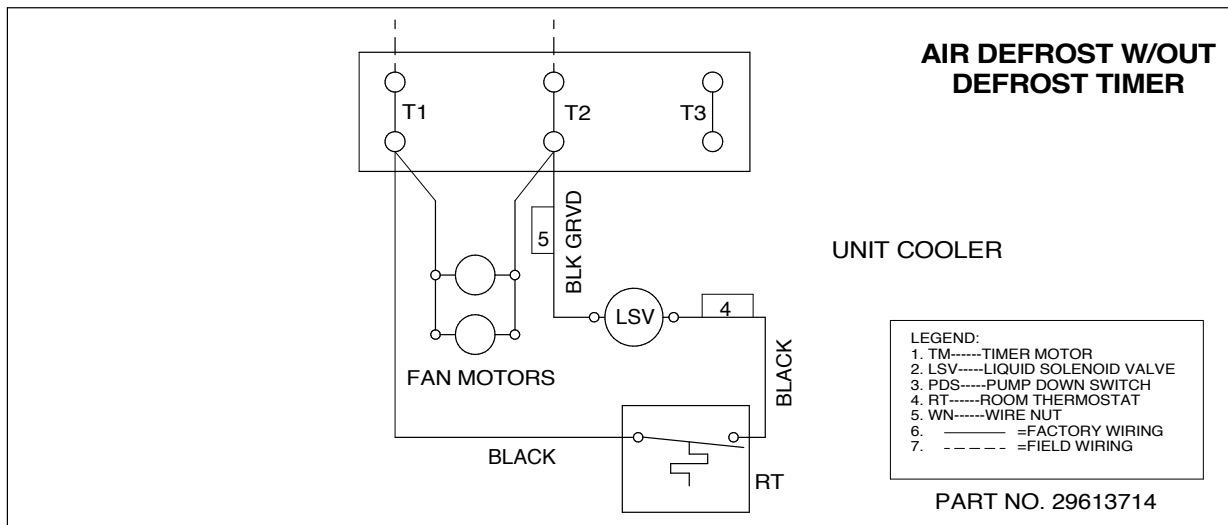 AIR DEFROST W/OUT
DEFROST TIMER
T1
T2
T3
5
BLK GRVD
UNIT COOLER
LSV
4
BLACK
FAN MOTORS
BLACK
RT
LEGEND:
1. TM------TIMER MOTOR
2. LSV-----LIQUID SOLENOID VALVE
3. PDS-----PUMP DOWN SWITCH
4. RT------ROOM THERMOSTAT
5. WN------WIRE NUT
6. ———— =FACTORY WIRING
7. - – – – - =FIELD WIRING
PART NO. 29613714